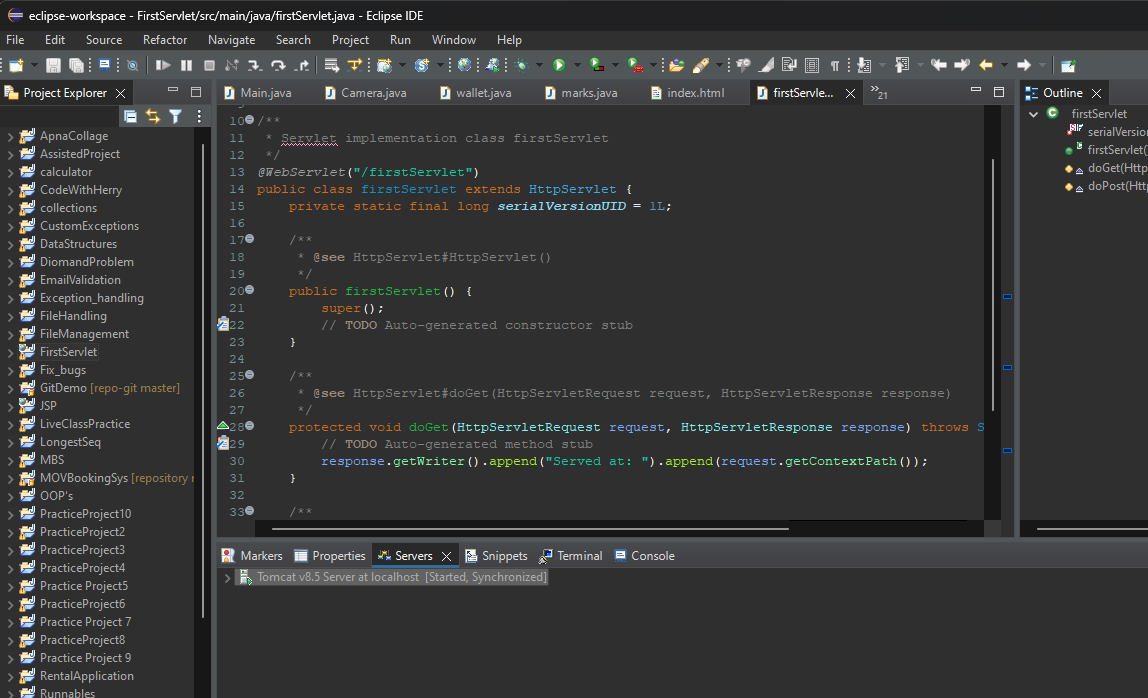 eclipse-workspace - FirstServlet/src/main/java/firstServlet.java - Eclipse IDE
File Edit Source Refactor Navigate Search Project Run Window Help
Project Explorer
ApnaCollage
AssistedProject
calculator
CodeWithHerry
collections
CustomExceptions
DataStructures
DiomandProblem
EmailValidation
Exception_handling
FileHandling
FileManagement
FirstServlet
Fix_bugs
GitDemo [repo-git master]
JSP
LiveClassPractice
LongestSeq
MBS
MOVBookingSys [repository r
OOP's
PracticeProject10
PracticeProject2
PracticeProject3
PracticeProject4
Practice Project5
PracticeProject6
Practice Project 7
PracticeProject8
Practice Project 9
RentalApplication
Runnables
Main.java Camera.java wallet.java marks.java index.html firstServle... »21
10 /**
11 * Servlet implementation class firstServlet
12 */
13 @WebServlet("/firstServlet")
14 public class firstServlet extends HttpServlet {
15 private static final long serialVersionUID = 1L;
16
17 /**
18 * @see HttpServlet#HttpServlet()
19 */
20 public firstServlet() {
21 super();
22 // TODO Auto-generated constructor stub
23 }
24
25 /**
26 * @see HttpServlet#doGet(HttpServletRequest request, HttpServletResponse response)
27 */
28 protected void doGet(HttpServletRequest request, HttpServletResponse response) throws S
29 // TODO Auto-generated method stub
30 response.getWriter().append("Served at: ").append(request.getContextPath());
31 }
32
33 /**
Outline
firstServlet
serialVersion
firstServlet(
doGet(Http
doPost(Htt
Markers Properties Servers Snippets Terminal Console
Tomcat v8.5 Server at localhost [Started, Synchronized]